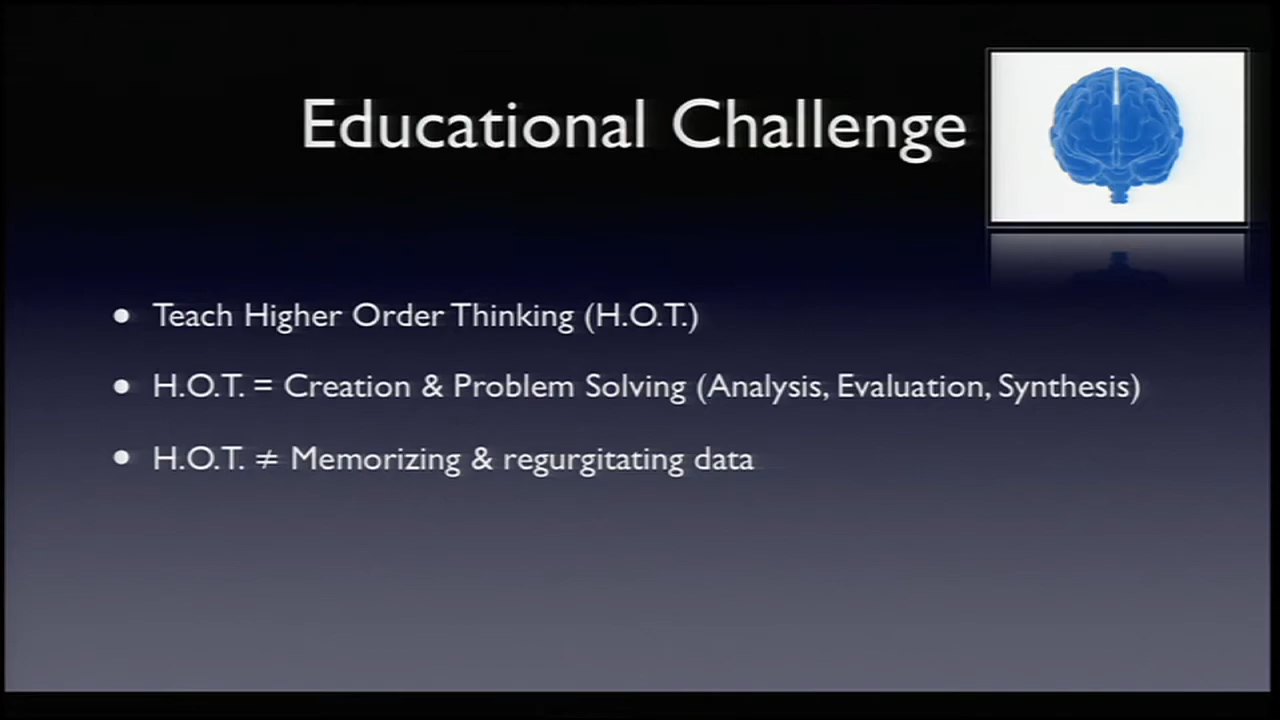 Educational Challenge
• Teach Higher Order Thinking (H.O.T.)
• H.O.T. = Creation & Problem Solving (Analysis, Evaluation, Synthesis)
• H.O.T. ≠ Memorizing & regurgitating data